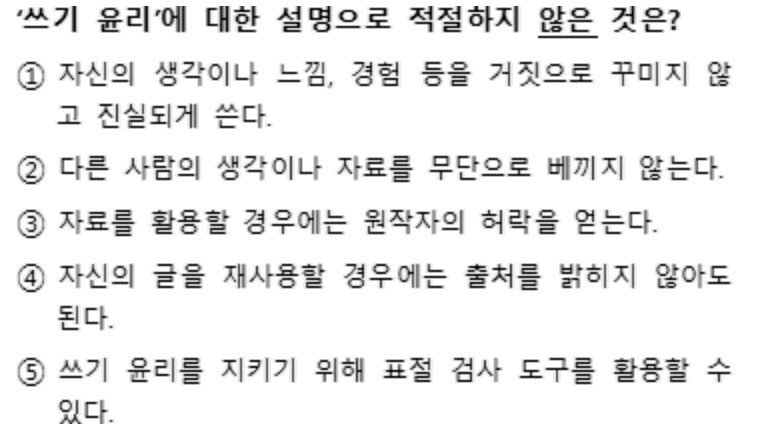 ‘쓰기 윤리’에 대한 설명으로 적절하지 않은 것은?
① 자신의 생각이나 느낌, 경험 등을 거짓으로 꾸미지 않
고 진실되게 쓴다.
② 다른 사람의 생각이나 자료를 무단으로 베끼지 않는다.
③ 자료를 활용할 경우에는 원작자의 허락을 얻는다.
④ 자신의 글을 재사용할 경우에는 출처를 밝히지 않아도
된다.
⑤ 쓰기 윤리를 지키기 위해 표절 검사 도구를 활용할 수
있다.